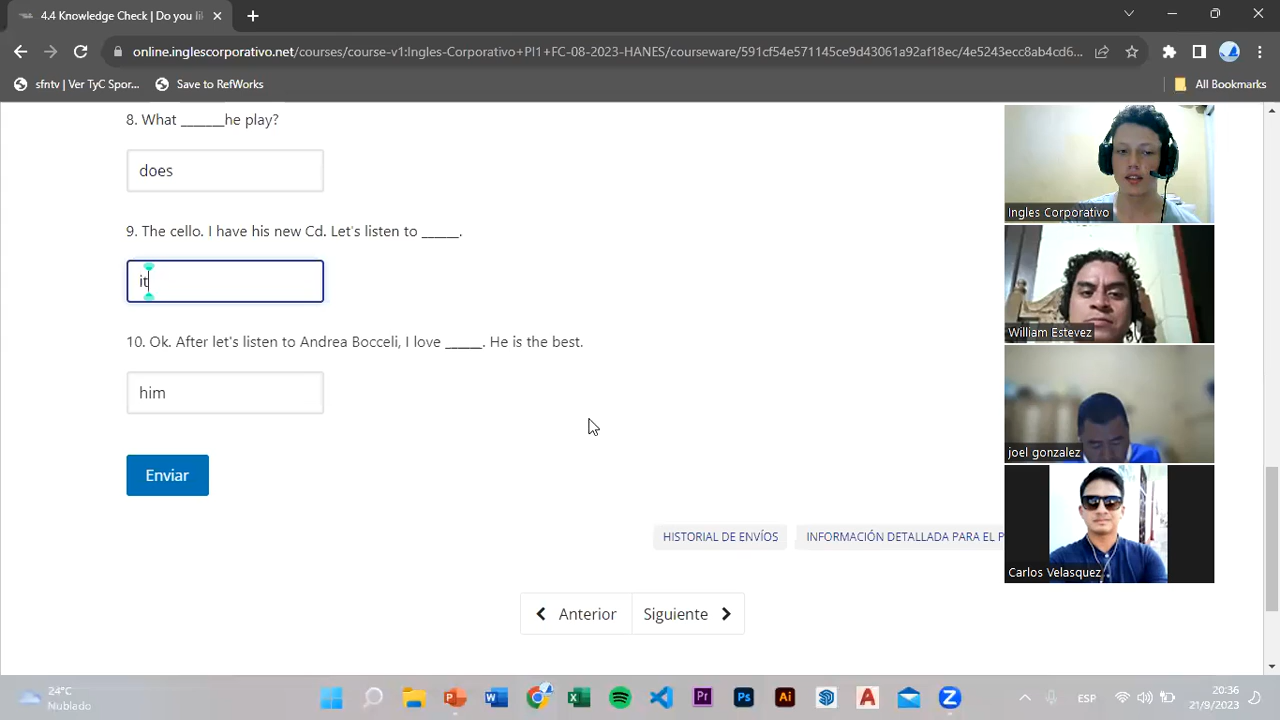 4.4 Knowledge Check | Do you li
online.inglescorporativo.net/courses/course-v1:Ingles-Corporativo+PI1+FC-08-2023-HANES/courseware/591cf54e571145ce9d43061a92af18ec/4e5243ecc8ab4cd6...
sfntv | Ver TyC Spor...
Save to RefWorks
All Bookmarks
8. What _______he play?
does
9. The cello. I have his new Cd. Let's listen to ______.
it
10. Ok. After let's listen to Andrea Bocceli, I love ______. He is the best.
him
Enviar
HISTORIAL DE ENVÍOS
INFORMACIÓN DETALLADA PARA EL P
Anterior
Siguiente
Ingles Corporativo
William Estevez
joel gonzalez
Carlos Velasquez
24°C
Nublado
ESP
20:36
21/9/2023